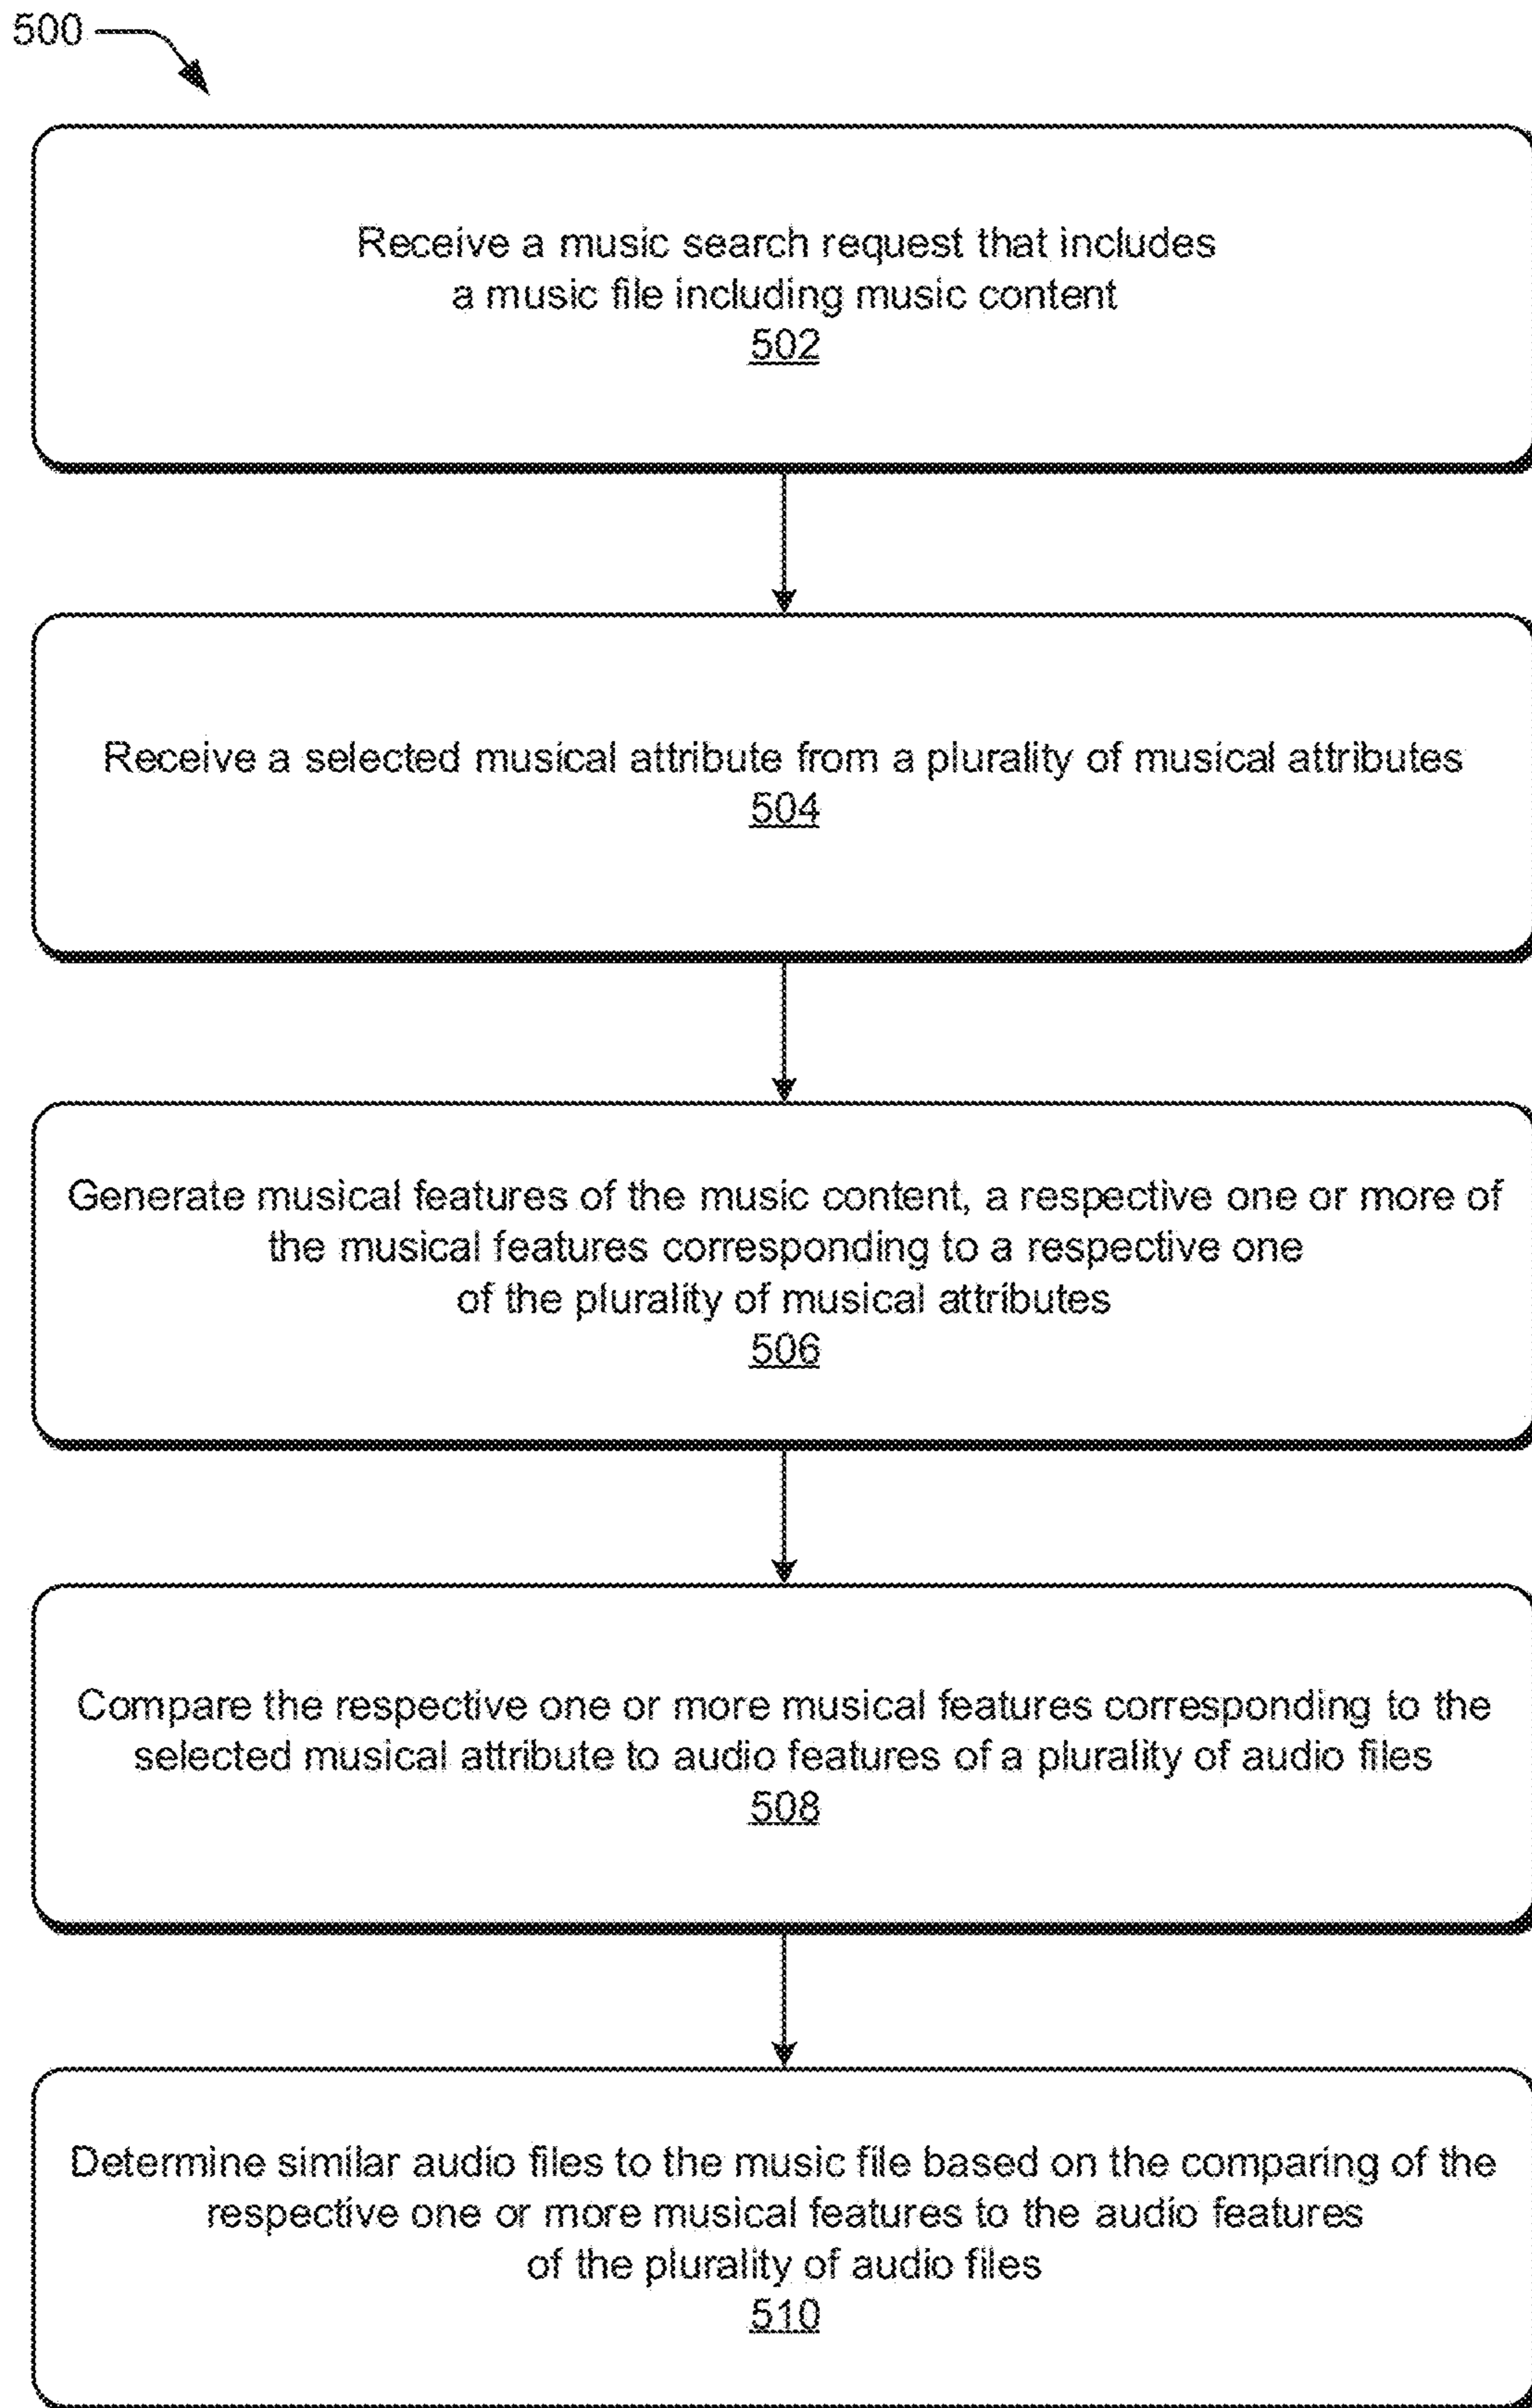 500
Receive a music search request that includes
a music file including music content
502
Receive a selected musical attribute from a plurality of musical attributes
504
Generate musical features of the music content, a respective one or more of
the musical features corresponding to a respective one
of the plurality of musical attributes
506
Compare the respective one or more musical features corresponding to the
selected musical attribute to audio features of a plurality of audio files
508
Determine similar audio files to the music file based on the comparing of the
respective one or more musical features to the audio features
of the plurality of audio files
510